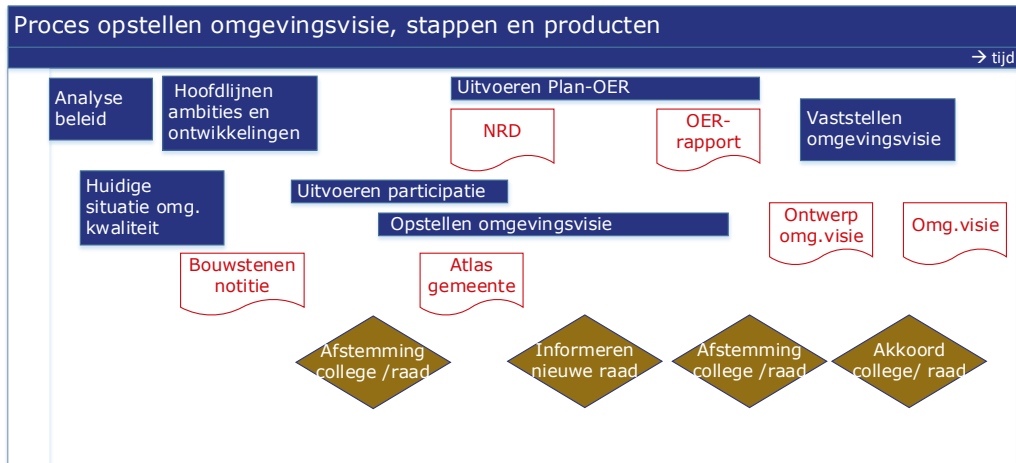 Proces opstellen omgevingsvisie, stappen en producten
→ tijd
Analyse
beleid
Hoofdlijnen
ambities en
ontwikkelingen
Uitvoeren Plan-OER
NRD
OER-
rapport
Vaststellen
omgevingsvisie
Huidige
situatie omg.
kwaliteit
Uitvoeren participatie
Opstellen omgevingsvisie
Ontwerp
omg.visie
Omg.visie
Bouwstenen
notitie
Atlas
gemeente
Afstemming
college /raad
Informeren
nieuwe raad
Afstemming
college /raad
Akkoord
college/ raad